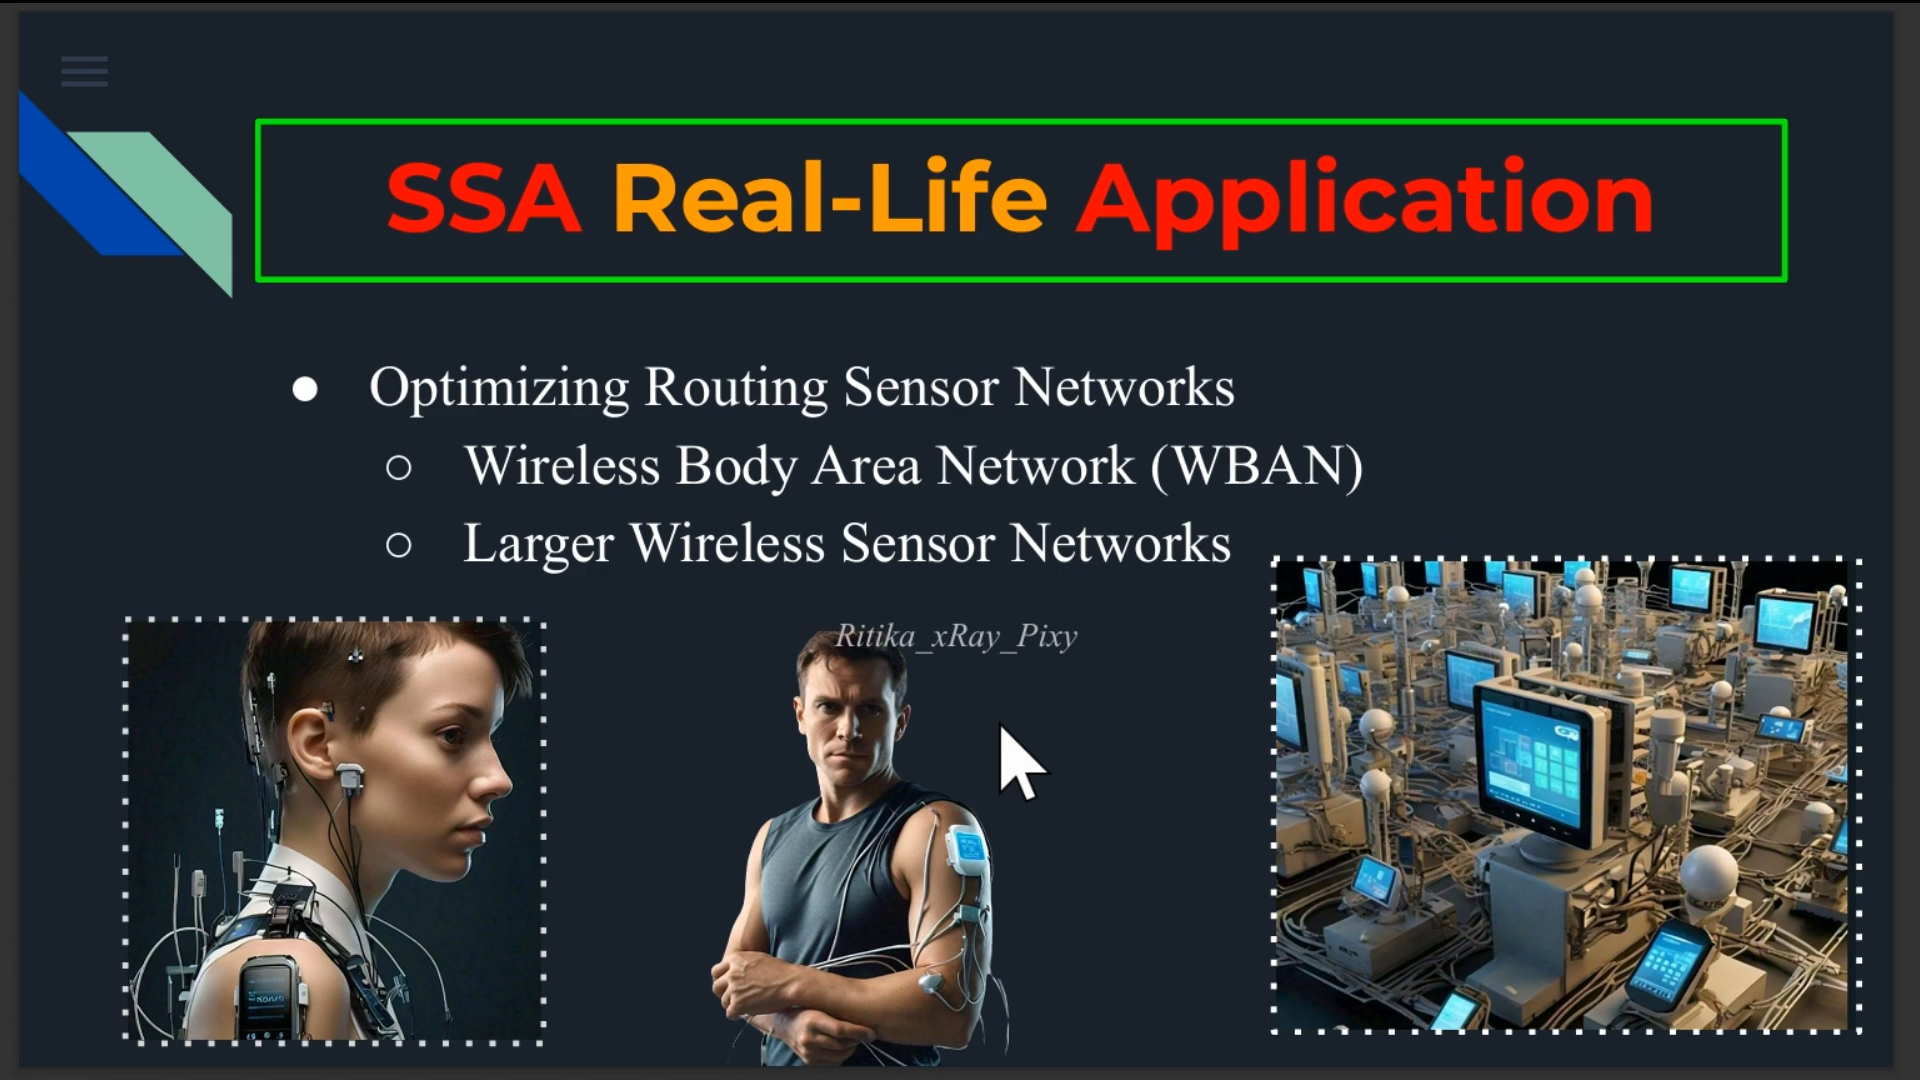 SSA Real-Life Application
Optimizing Routing Sensor Networks
Wireless Body Area Network (WBAN)
Larger Wireless Sensor Networks
Ritika_xRay_Pixy